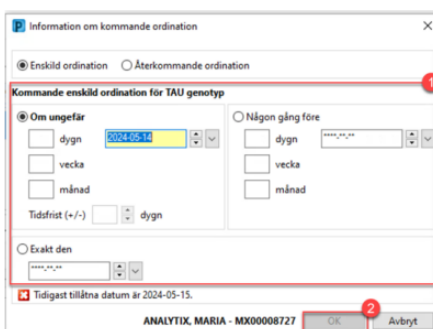 Information om kommande ordination
Enskild ordination Återkommande ordination
1
Kommande enskild ordination för TAU genotyp
Om ungefär Någon gång före
dygn 2024-05-14 dygn ****-**-**
vecka vecka
månad månad
Tidsfrist (+/-) dygn
Exakt den
****-**-**
Tidigast tillåtna datum är 2024-05-15.
2
ANALYTIX, MARIA - MX00008727 OK Avbryt